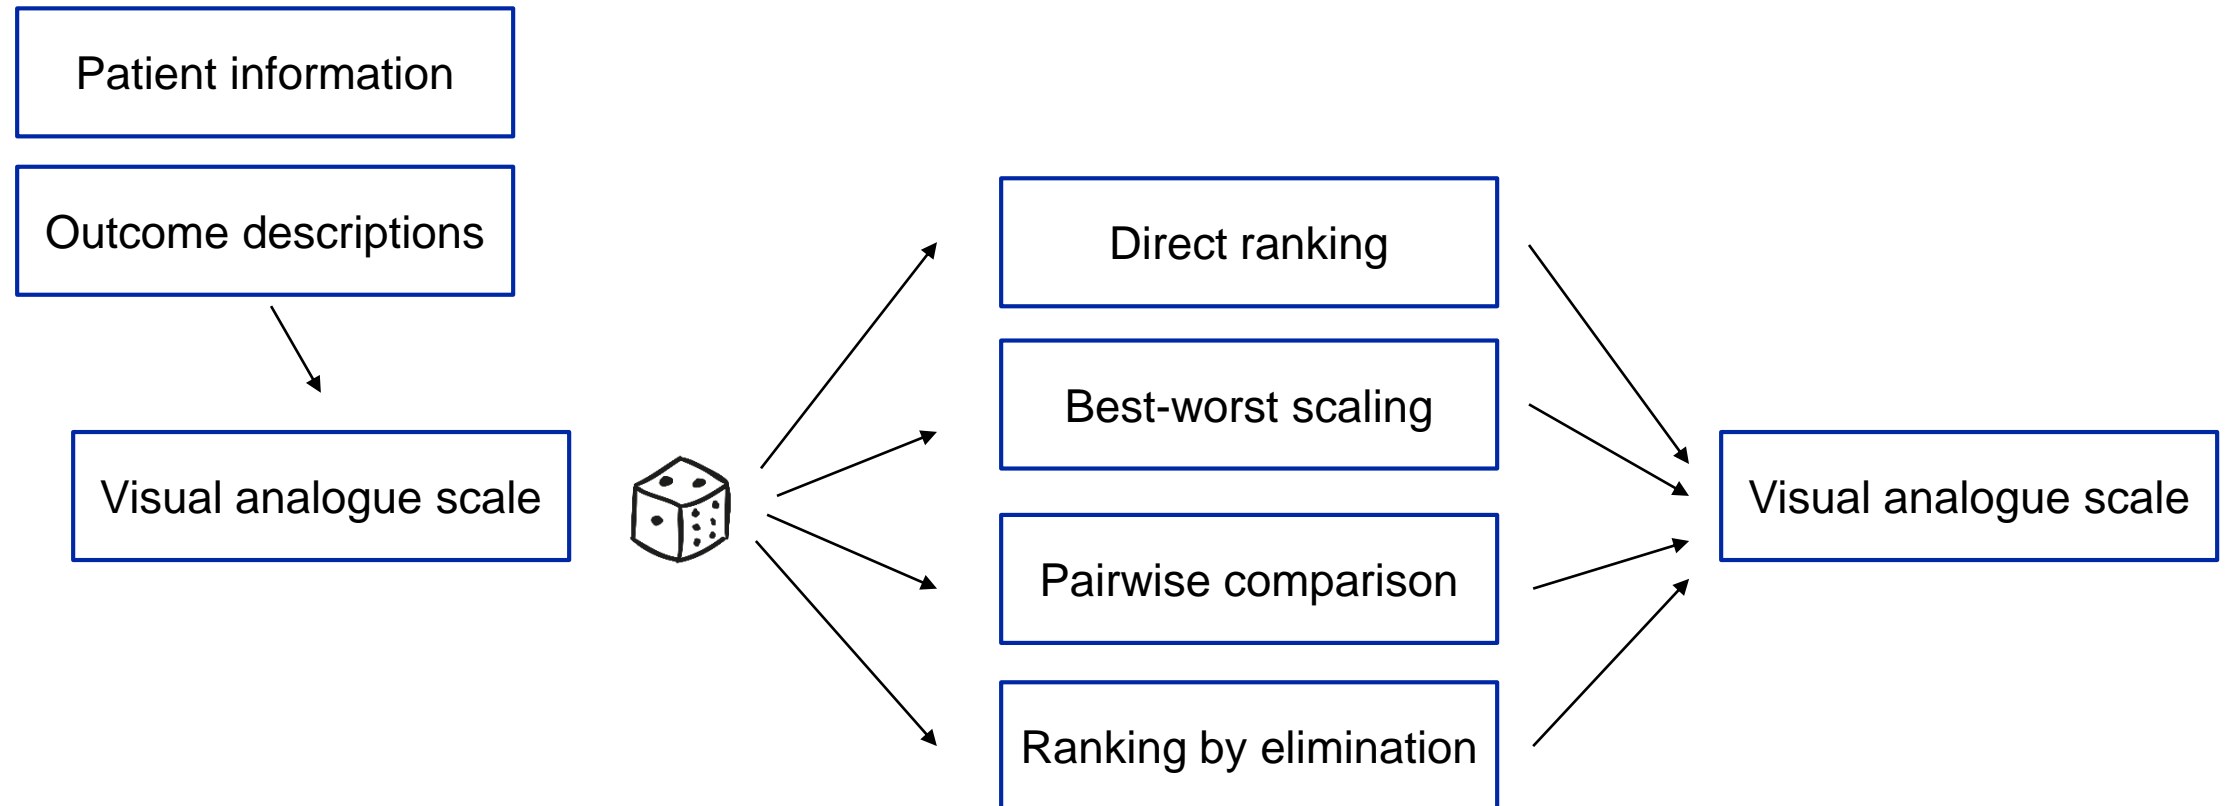 Patient information
Outcome descriptions
Visual analogue scale
Direct ranking
Best-worst scaling
Pairwise comparison
Ranking by elimination
Visual analogue scale